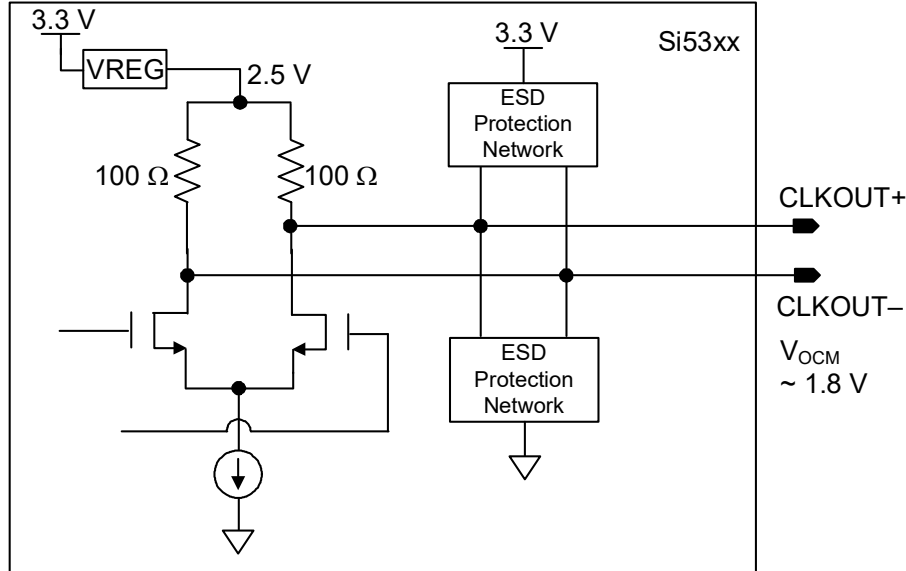 3.3 V
3.3 V
Si53xx
VREG
2.5 V
ESD
Protection
Network
100 Ω
100 Ω
CLKOUT+
CLKOUT–
ESD
Protection
Network
VOCM
~ 1.8 V